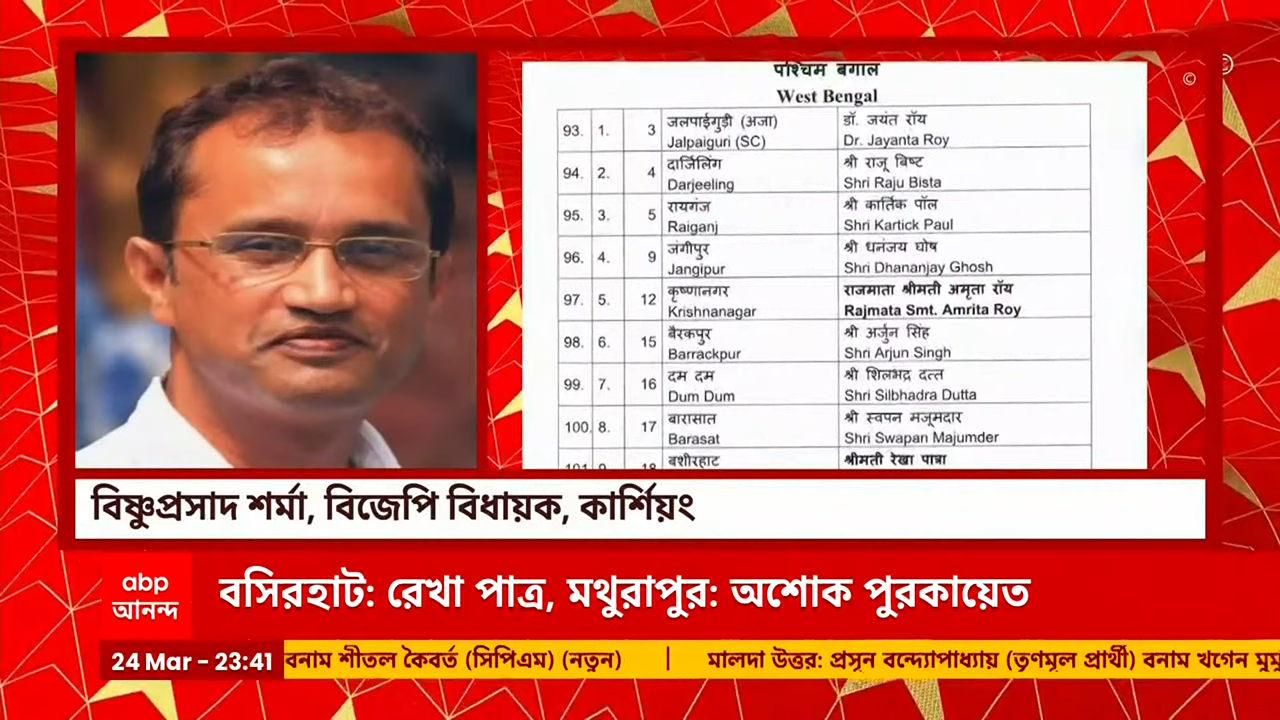 पश्चिम बंगाल
West Bengal
93. 1. 3 जलपाईगुड़ी (अजा) डॉ. जयंत रॉय
Jalpaiguri (SC) Dr. Jayanta Roy
94. 2. 4 दार्जिलिंग श्री राजू बिष्ट
Darjeeling Shri Raju Bista
95. 3. 5 रायगंज श्री कार्तिक पॉल
Raiganj Shri Kartick Paul
96. 4. 9 जंगीपुर श्री धनंजय घोष
Jangipur Shri Dhananjay Ghosh
97. 5. 12 कृष्णानगर राजमाता श्रीमती अमृता रॉय
Krishnanagar Rajmata Smt. Amrita Roy
98. 6. 15 बैरकपुर श्री अर्जुन सिंह
Barrackpur Shri Arjun Singh
99. 7. 16 दम दम श्री शिलभद्र दत्त
Dum Dum Shri Silbhadra Dutta
100. 8. 17 बारासात श्री स्वपन मजूमदार
Barasat Shri Swapan Majumder
बशीरहाट श्रीमती रेखा पात्रा
বিষ্ণুপ্রসাদ শর্মা, বিজেপি বিধায়ক, কার্শিয়ং
abp
আনন্দ
বসিরহাট: রেখা পাত্র, মথুরাপুর: অশোক পুরকায়েত
24 Mar - 23:41 বনাম শীতল কৈবর্ত (সিপিএম) (নতুন) | মালদা উত্তর: প্রসূন বন্দ্যোপাধ্যায় (তৃণমূল প্রার্থী) বনাম খগেন